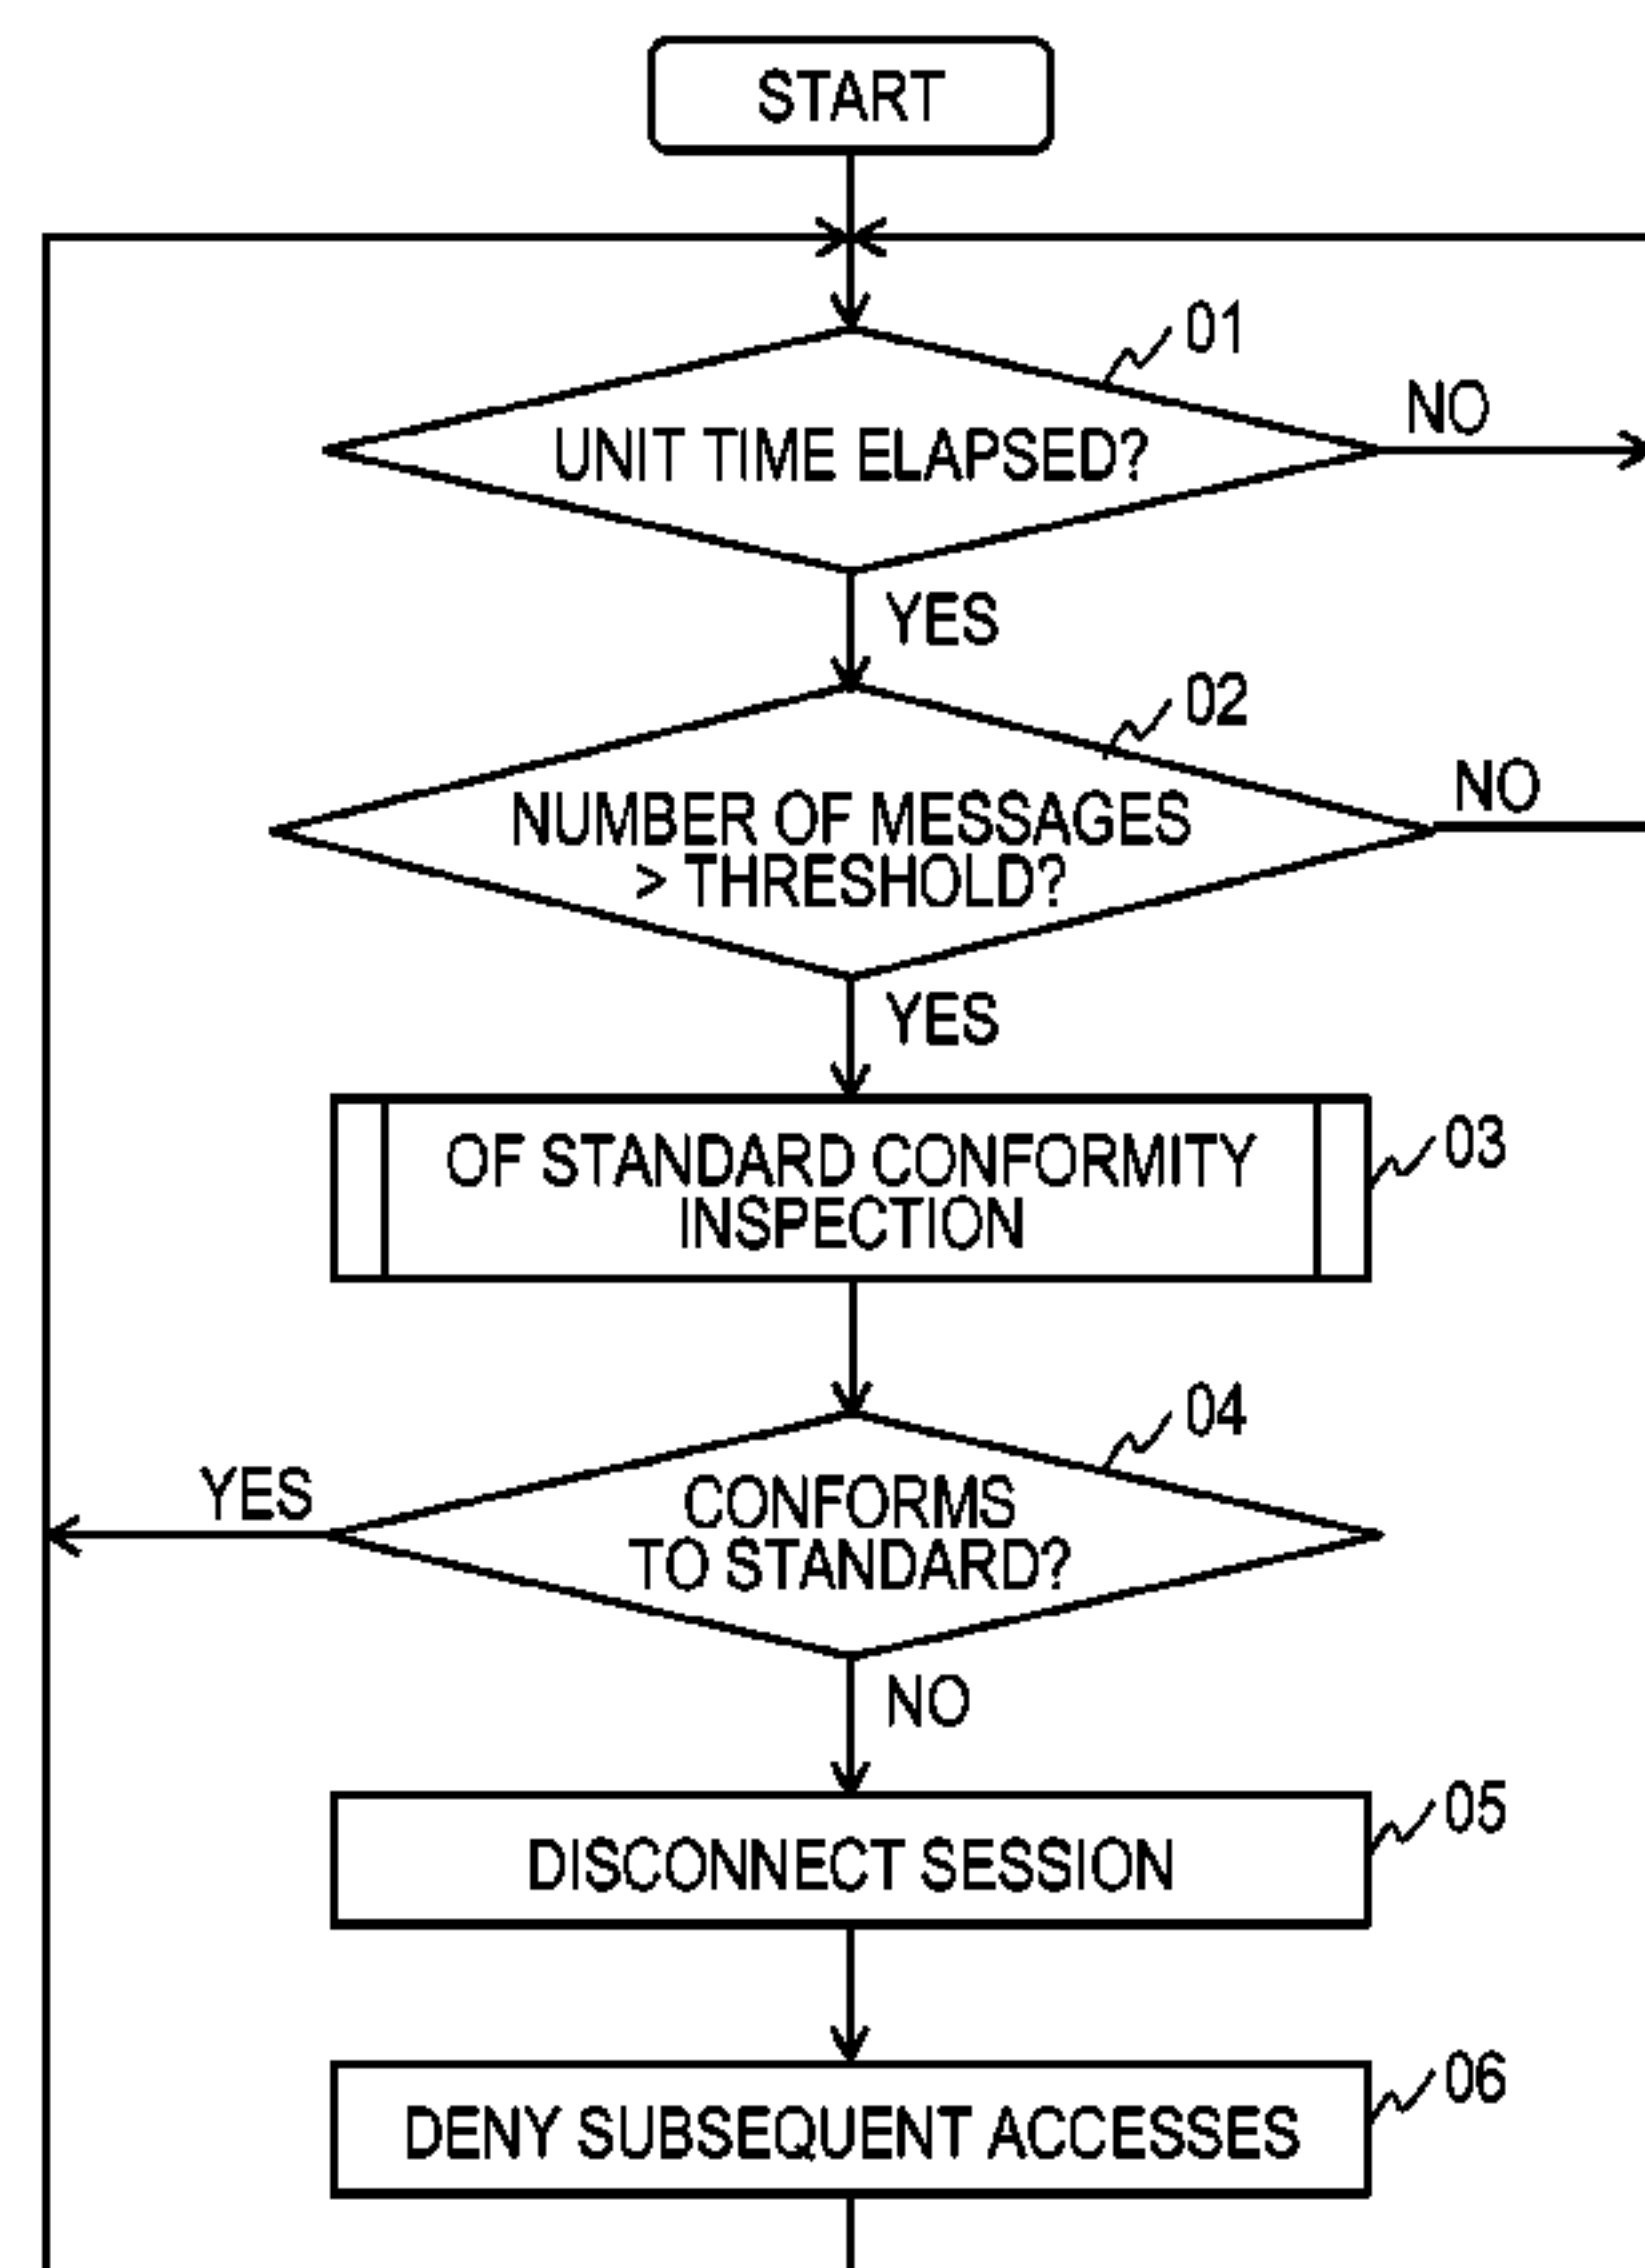 START
01
UNIT TIME ELAPSED?
NO
YES
02
NUMBER OF MESSAGES
> THRESHOLD?
NO
YES
OF STANDARD CONFORMITY
INSPECTION
03
04
YES
CONFORMS
TO STANDARD?
NO
DISCONNECT SESSION
05
DENY SUBSEQUENT ACCESSES
06